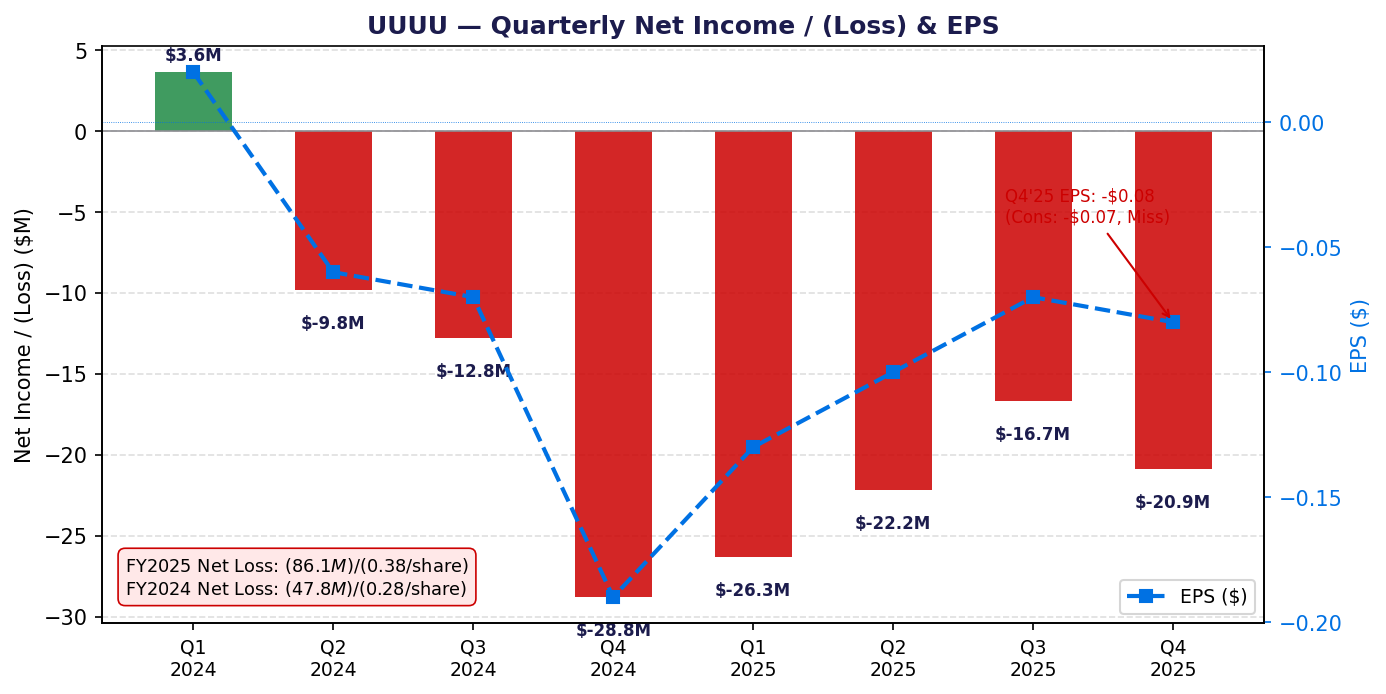 UUUU — Quarterly Net Income / (Loss) & EPS
Net Income / (Loss) ($M)
5
0
−5
−10
−15
−20
−25
−30
$3.6M
$-9.8M
$-12.8M
$-28.8M
$-26.3M
$-22.2M
$-16.7M
$-20.9M
Q4'25 EPS: -$0.08
(Cons: -$0.07, Miss)
FY2025 Net Loss: (86.1M)/(0.38/share)
FY2024 Net Loss: (47.8M)/(0.28/share)
EPS ($)
0.00
−0.05
−0.10
−0.15
−0.20
EPS ($)
Q1
2024
Q2
2024
Q3
2024
Q4
2024
Q1
2025
Q2
2025
Q3
2025
Q4
2025